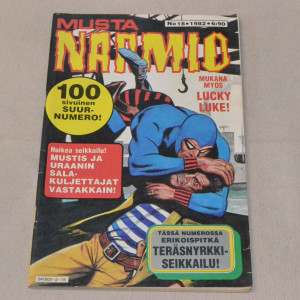 MUSTA
NAAMIO
No 18 • 1982 • 6:90
MUKANA
MYÖS
LUCKY
LUKE!
100
sivuinen
SUUR-
NUMERO!
Huikea seikkailu!
MUSTIS JA
URAANIN
SALA-
KULJETTAJAT
VASTAKKAIN!
TÄSSÄ NUMEROSSA
ERIKOISPITKÄ
TERÄSNYRKKI-
SEIKKAILU!